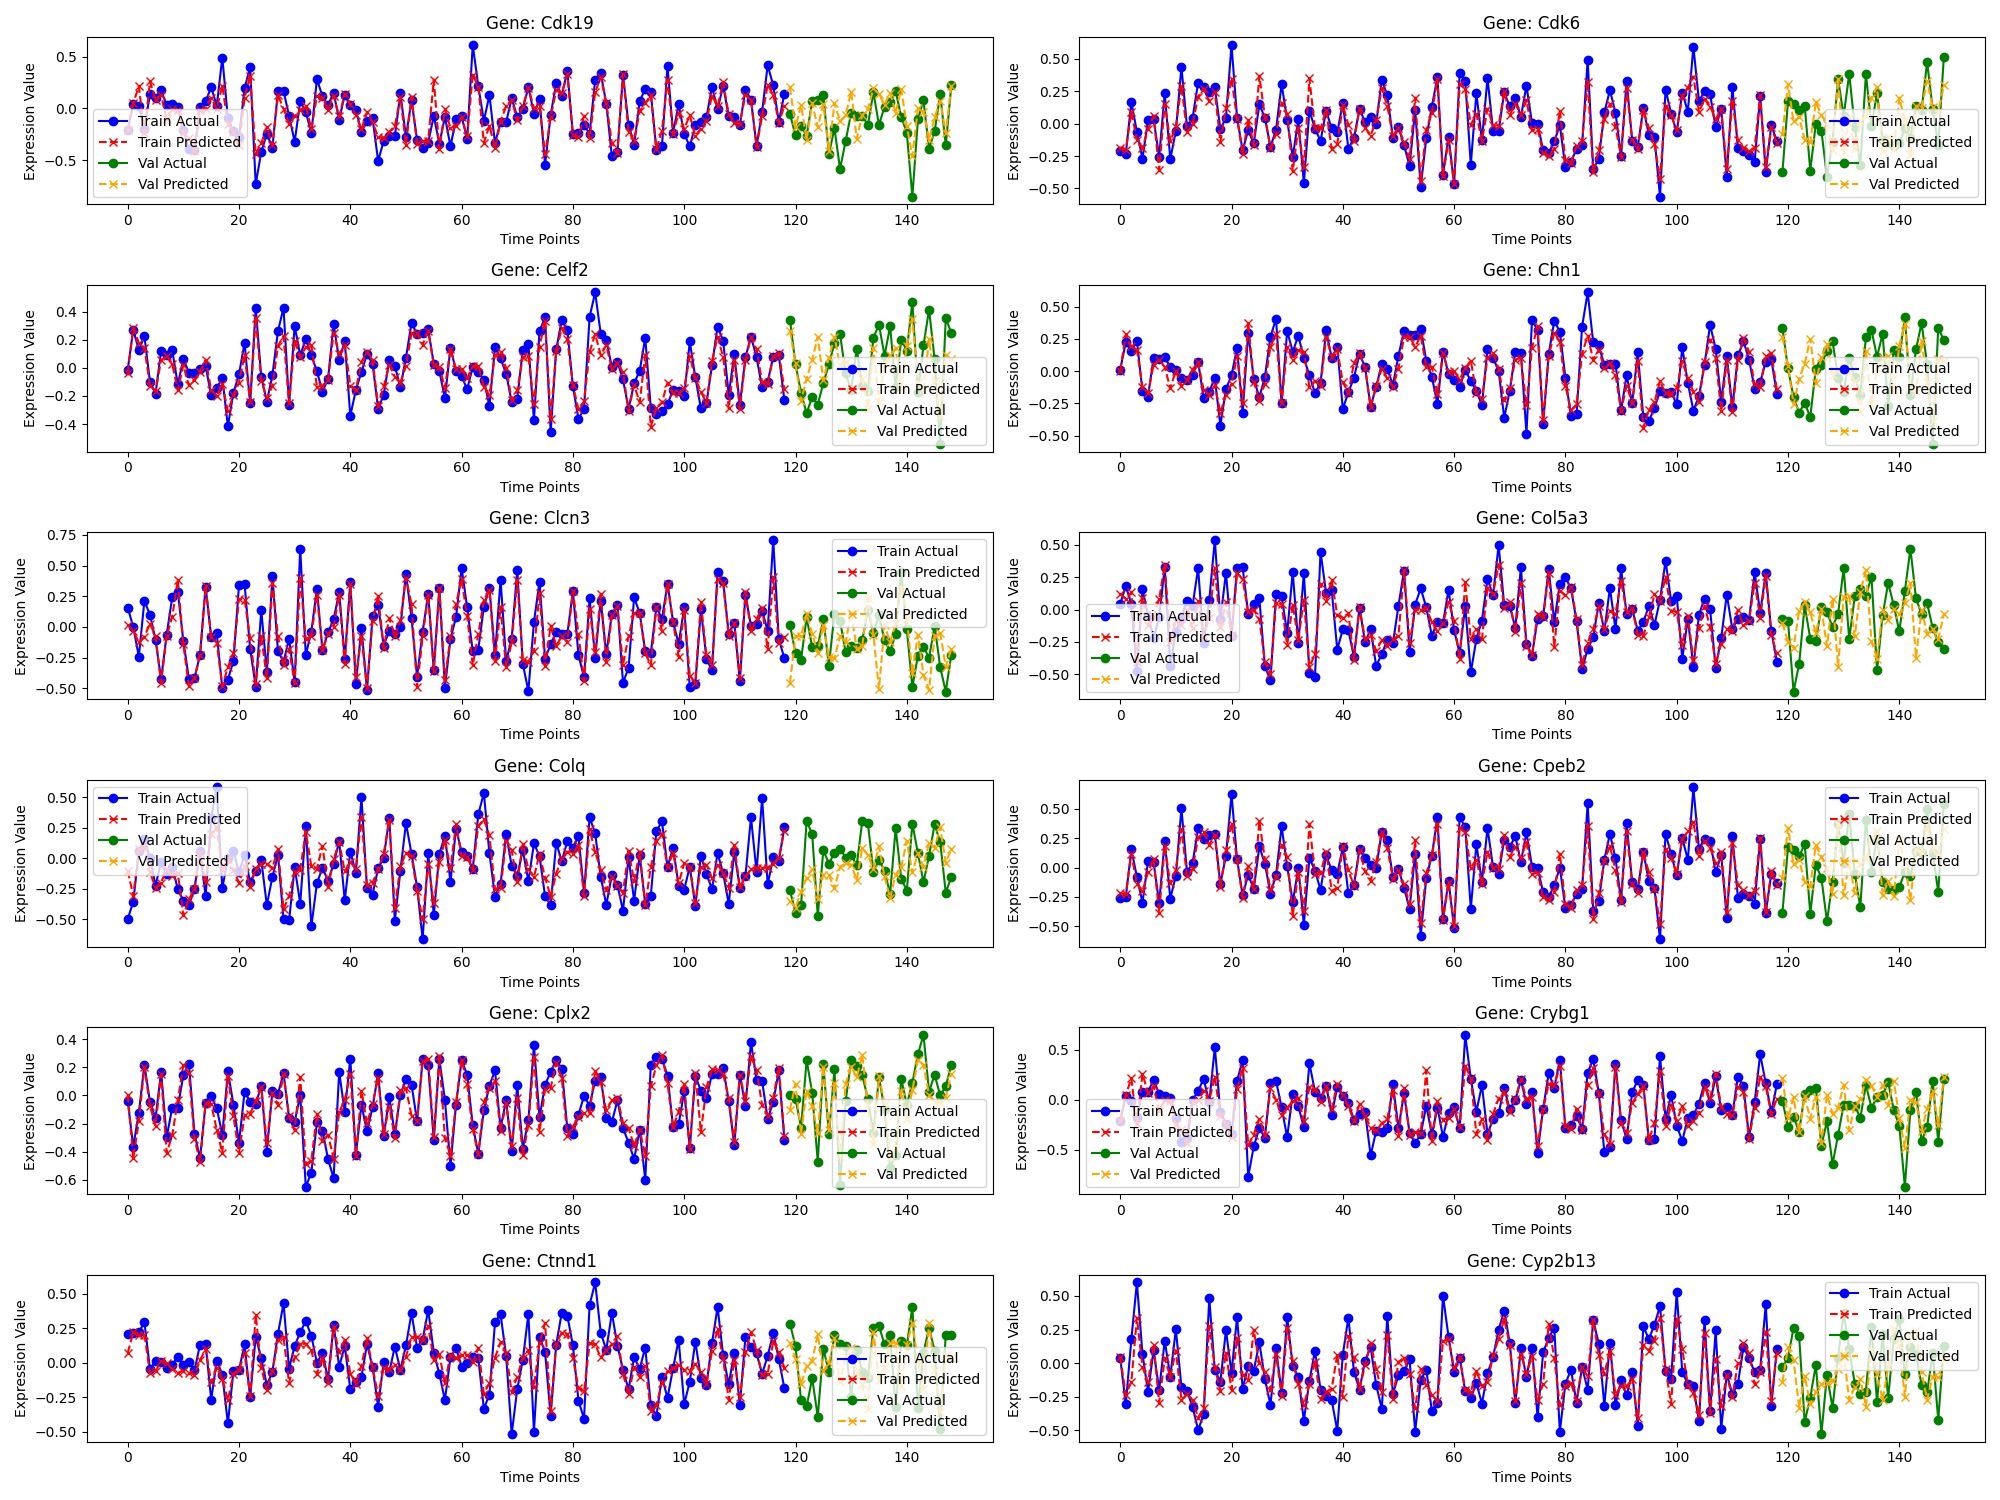 Gene: Cdk19
Expression Value
0.5
0.0
−0.5
Train Actual
Train Predicted
Val Actual
Val Predicted
0 20 40 60 80 100 120 140
Time Points
Gene: Cdk6
Expression Value
0.50
0.25
0.00
−0.25
−0.50
Train Actual
Train Predicted
Val Actual
Val Predicted
0 20 40 60 80 100 120 140
Time Points
Gene: Celf2
Expression Value
0.4
0.2
0.0
−0.2
−0.4
Train Actual
Train Predicted
Val Actual
Val Predicted
0 20 40 60 80 100 120 140
Time Points
Gene: Chn1
Expression Value
0.50
0.25
0.00
−0.25
−0.50
Train Actual
Train Predicted
Val Actual
Val Predicted
0 20 40 60 80 100 120 140
Time Points
Gene: Clcn3
Expression Value
0.75
0.50
0.25
0.00
−0.25
−0.50
Train Actual
Train Predicted
Val Actual
Val Predicted
0 20 40 60 80 100 120 140
Time Points
Gene: Col5a3
Expression Value
0.50
0.25
0.00
−0.25
−0.50
Train Actual
Train Predicted
Val Actual
Val Predicted
0 20 40 60 80 100 120 140
Time Points
Gene: Colq
Expression Value
0.50
0.25
0.00
−0.25
−0.50
Train Actual
Train Predicted
Val Actual
Val Predicted
0 20 40 60 80 100 120 140
Time Points
Gene: Cpeb2
Expression Value
0.50
0.25
0.00
−0.25
−0.50
Train Actual
Train Predicted
Val Actual
Val Predicted
0 20 40 60 80 100 120 140
Time Points
Gene: Cplx2
Expression Value
0.4
0.2
0.0
−0.2
−0.4
−0.6
Train Actual
Train Predicted
Val Actual
Val Predicted
0 20 40 60 80 100 120 140
Time Points
Gene: Crybg1
Expression Value
0.5
0.0
−0.5
Train Actual
Train Predicted
Val Actual
Val Predicted
0 20 40 60 80 100 120 140
Time Points
Gene: Ctnnd1
Expression Value
0.50
0.25
0.00
−0.25
−0.50
Train Actual
Train Predicted
Val Actual
Val Predicted
0 20 40 60 80 100 120 140
Time Points
Gene: Cyp2b13
Expression Value
0.50
0.25
0.00
−0.25
−0.50
Train Actual
Train Predicted
Val Actual
Val Predicted
0 20 40 60 80 100 120 140
Time Points